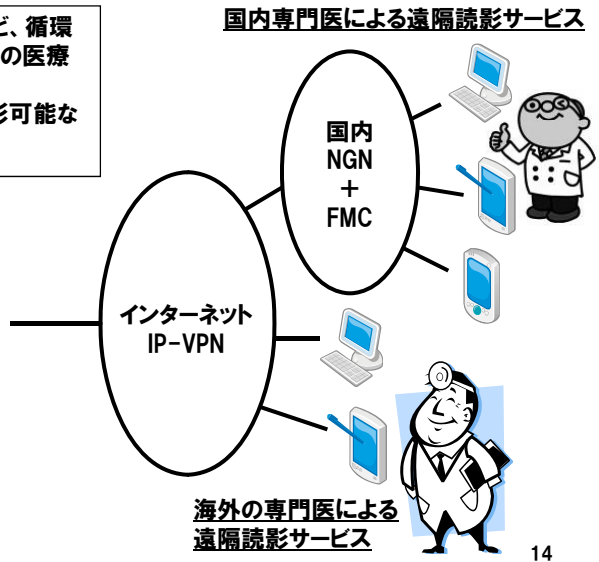 ど、循環
の医療
影可能な
国内専門医による遠隔読影サービス
国内
NGN
＋
FMC
インターネット
IP-VPN
海外の専門医による
遠隔読影サービス
14